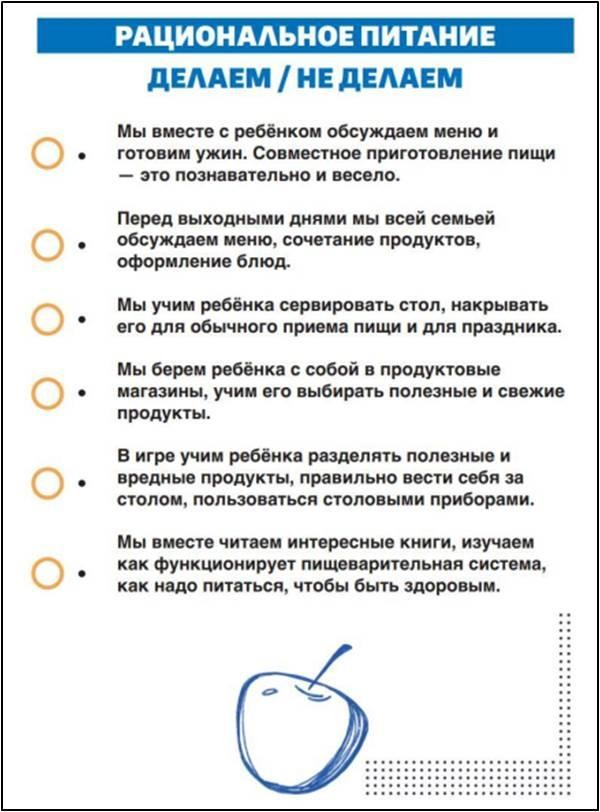 РАЦИОНАЛЬНОЕ ПИТАНИЕ
ДЕЛАЕМ / НЕ ДЕЛАЕМ
• Мы вместе с ребёнком обсуждаем меню и
готовим ужин. Совместное приготовление пищи
— это познавательно и весело.
• Перед выходными днями мы всей семьей
обсуждаем меню, сочетание продуктов,
оформление блюд.
• Мы учим ребёнка сервировать стол, накрывать
его для обычного приема пищи и для праздника.
• Мы берем ребёнка с собой в продуктовые
магазины, учим его выбирать полезные и свежие
продукты.
• В игре учим ребёнка разделять полезные и
вредные продукты, правильно вести себя за
столом, пользоваться столовыми приборами.
• Мы вместе читаем интересные книги, изучаем
как функционирует пищеварительная система,
как надо питаться, чтобы быть здоровым.